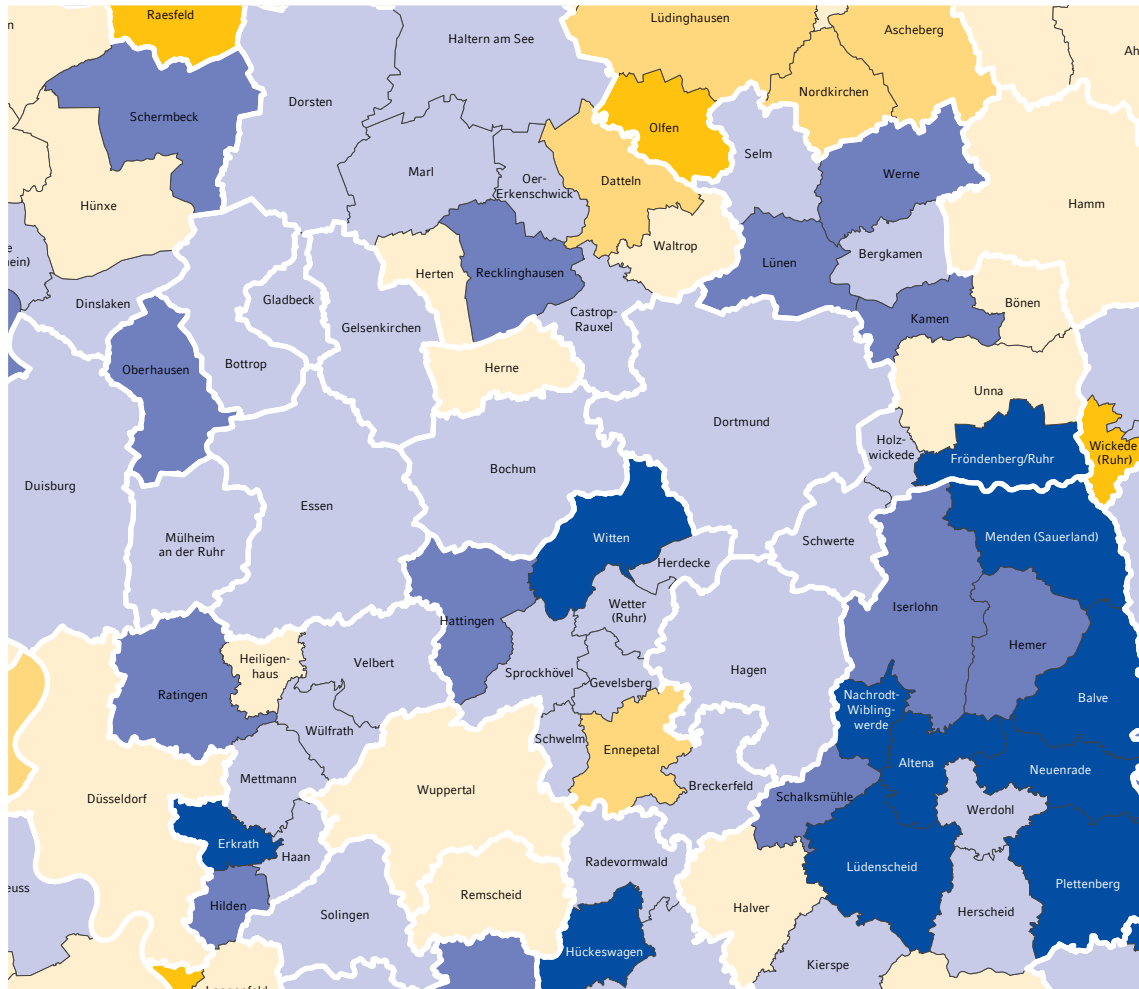 Raesfeld
Lüdinghausen
Ascheberg
Haltern am See
Ah
n
Nordkirchen
Dorsten
Schermbeck
Olfen
Selm
Marl
Oer-
Erkenschwick
Datteln
Werne
Hünxe
Hamm
Waltrop
e
ein)
Herten
Recklinghausen
Lünen
Bergkamen
Dinslaken
Gladbeck
Gelsenkirchen
Castrop-
Rauxel
Kamen
Bönen
Oberhausen
Bottrop
Herne
Unna
Dortmund
Holz-
wickede
Wickede
(Ruhr)
Fröndenberg/Ruhr
Bochum
Duisburg
Essen
Mülheim
an der Ruhr
Witten
Schwerte
Menden (Sauerland)
Herdecke
Hattingen
Wetter
(Ruhr)
Iserlohn
Hemer
Heiligen-
haus
Velbert
Sprockhövel
Gevelsberg
Hagen
Ratingen
Nachrodt-
Wibling-
werde
Balve
Wülfrath
Schwelm
Ennepetal
Altena
Neuenrade
Mettmann
Düsseldorf
Wuppertal
Breckerfeld
Schalksmühle
Werdohl
Erkrath
Haan
Radevormwald
Lüdenscheid
Plettenberg
euss
Hilden
Solingen
Remscheid
Halver
Herscheid
Hückeswagen
Kierspe